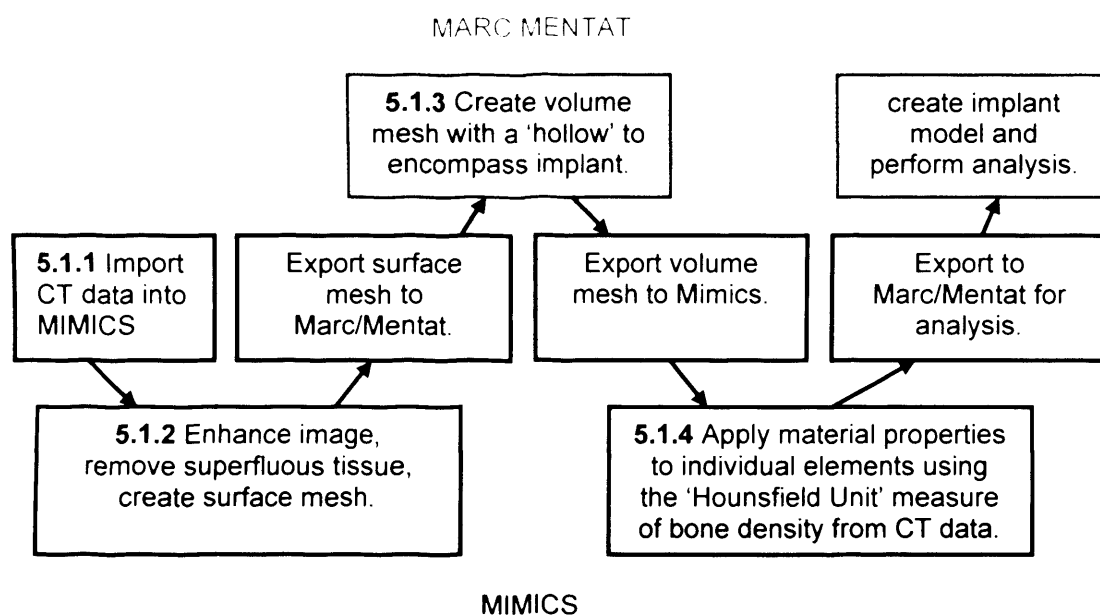 MARC MENTAT
5.1.3 Create volume
mesh with a 'hollow' to
encompass implant.
create implant
model and
perform analysis.
5.1.1 Import
CT data into
MIMICS
Export surface
mesh to
Marc/Mentat.
Export volume
mesh to Mimics.
Export to
Marc/Mentat for
analysis.
5.1.2 Enhance image,
remove superfluous tissue,
create surface mesh.
5.1.4 Apply material properties
to individual elements using
the 'Hounsfield Unit' measure
of bone density from CT data.
MIMICS